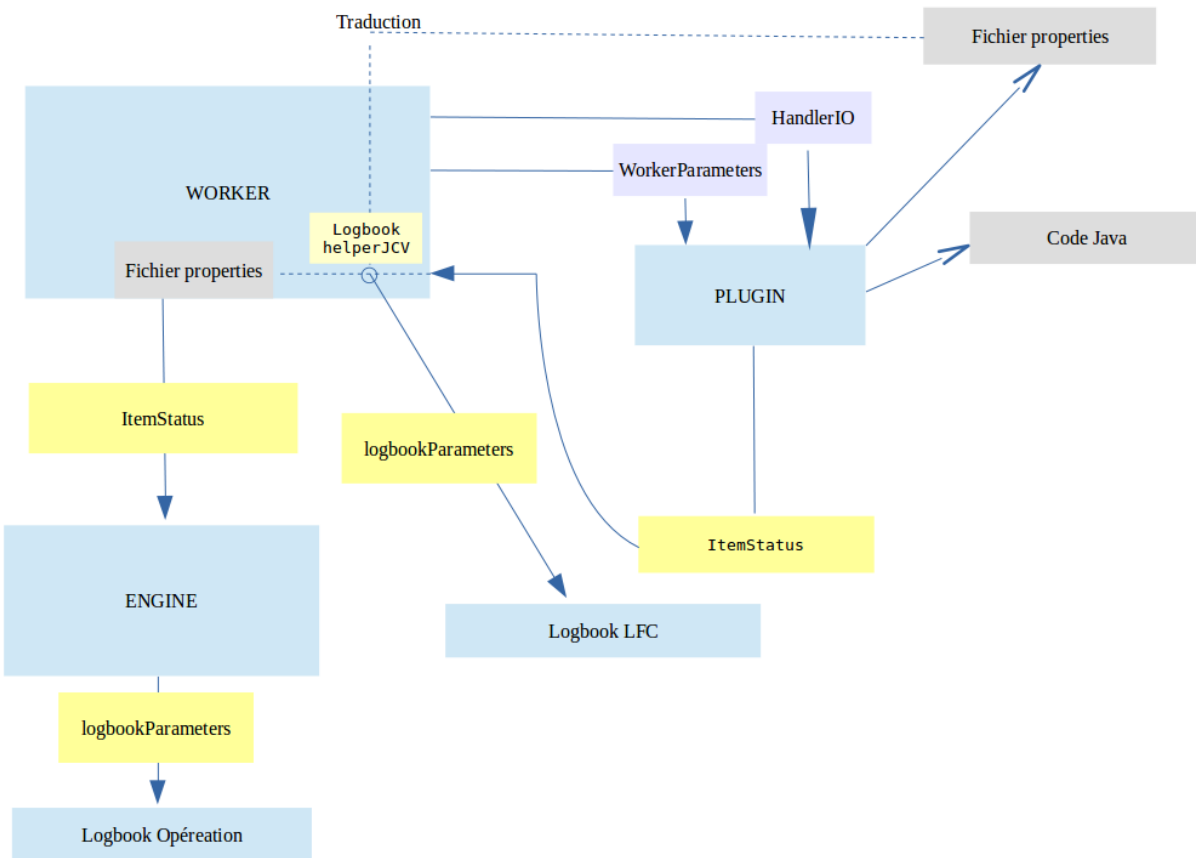 Traduction
Fichier properties
HandlerIO
WorkerParameters
WORKER
Logbook
helperJCV
Fichier properties
Code Java
PLUGIN
ItemStatus
logbookParameters
ItemStatus
ENGINE
Logbook LFC
logbookParameters
Logbook Opéreation